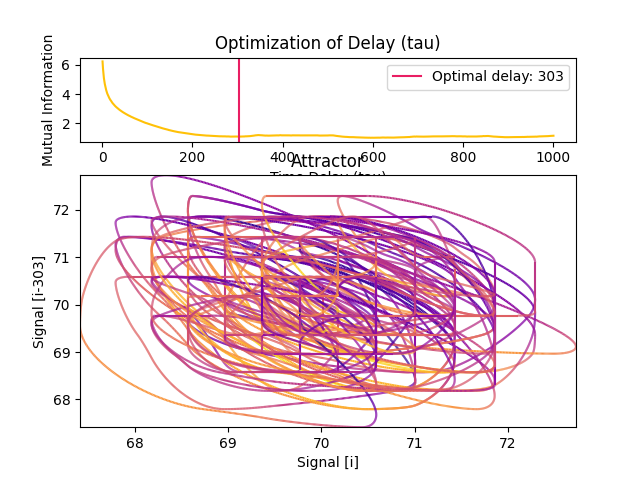 Optimization of Delay (tau)
Mutual Information
6
4
2
Optimal delay: 303
0
200
400
600
800
1000
Time Delay (tau)
Attractor
Signal [i-303]
72
71
70
69
68
68
69
70
71
72
Signal [i]